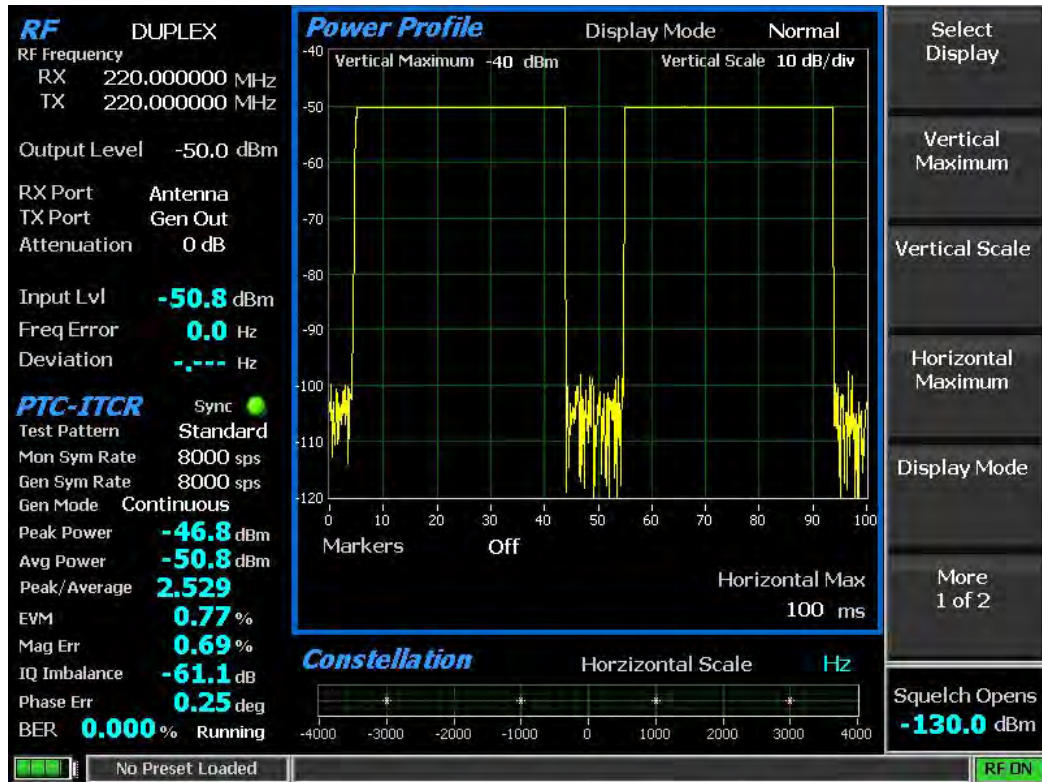 RF DUPLEX
RF Frequency
RX 220.000000 MHz
TX 220.000000 MHz
Output Level -50.0 dBm
RX Port Antenna
TX Port Gen Out
Attenuation 0 dB
Input Lvl -50.8 dBm
Freq Error 0.0 Hz
Deviation -.--- Hz
PTC-ITCR Sync
Test Pattern Standard
Mon Sym Rate 8000 sps
Gen Sym Rate 8000 sps
Gen Mode Continuous
Peak Power -46.8 dBm
Avg Power -50.8 dBm
Peak/Average 2.529
EVM 0.77 %
Mag Err 0.69 %
IQ Imbalance -61.1 dB
Phase Err 0.25 deg
BER 0.000 % Running
Power Profile Display Mode Normal
Vertical Maximum -40 dBm Vertical Scale 10 dB/div
-40
-50
-60
-70
-80
-90
-100
-110
-120
0 10 20 30 40 50 60 70 80 90 100
Markers Off
Horizontal Max
100 ms
Constellation Horzizontal Scale Hz
-4000 -3000 -2000 -1000 0 1000 2000 3000 4000
Select
Display
Vertical
Maximum
Vertical Scale
Horizontal
Maximum
Display Mode
More
1 of 2
Squelch Opens
-130.0 dBm
No Preset Loaded
RF ON